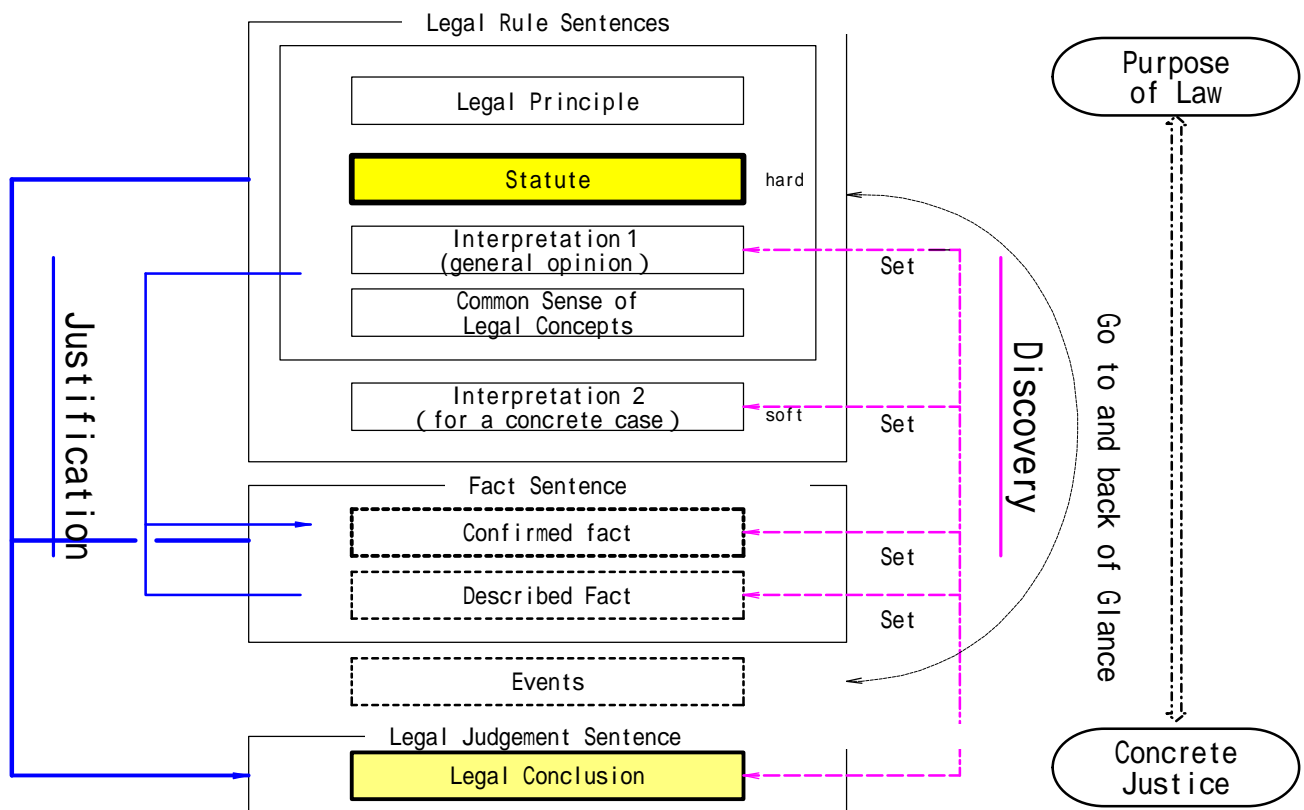 Legal Rule Sentences
Purpose
of Law
Legal Principle
Statute
hard
Interpretation 1
(general opinion)
Set
Common Sense of
Legal Concepts
Interpretation 2
(for a concrete case)
soft
Set
Justification
Discovery
Go to and back of Glance
Fact Sentence
Confirmed fact
Set
Described Fact
Set
Events
Legal Judgement Sentence
Legal Conclusion
Concrete
Justice